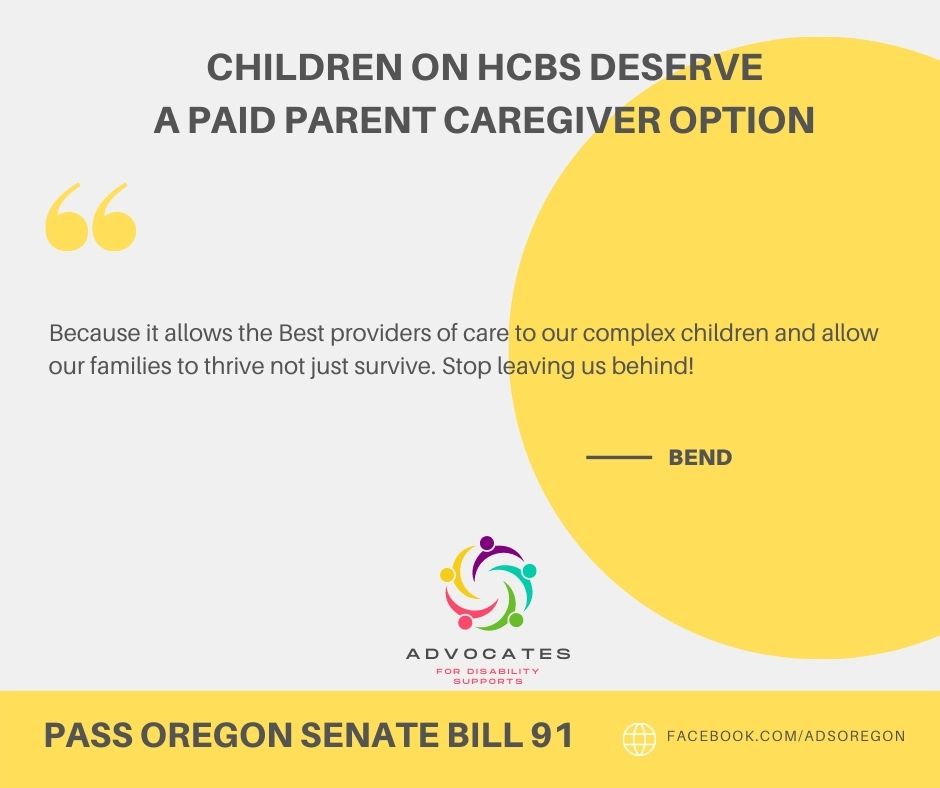 CHILDREN ON HCBS DESERVE
A PAID PARENT CAREGIVER OPTION
“
Because it allows the Best providers of care to our complex children and allow
our families to thrive not just survive. Stop leaving us behind!
— BEND
ADVOCATES
FOR DISABILITY
SUPPORTS
PASS OREGON SENATE BILL 91
FACEBOOK.COM/ADSOREGON